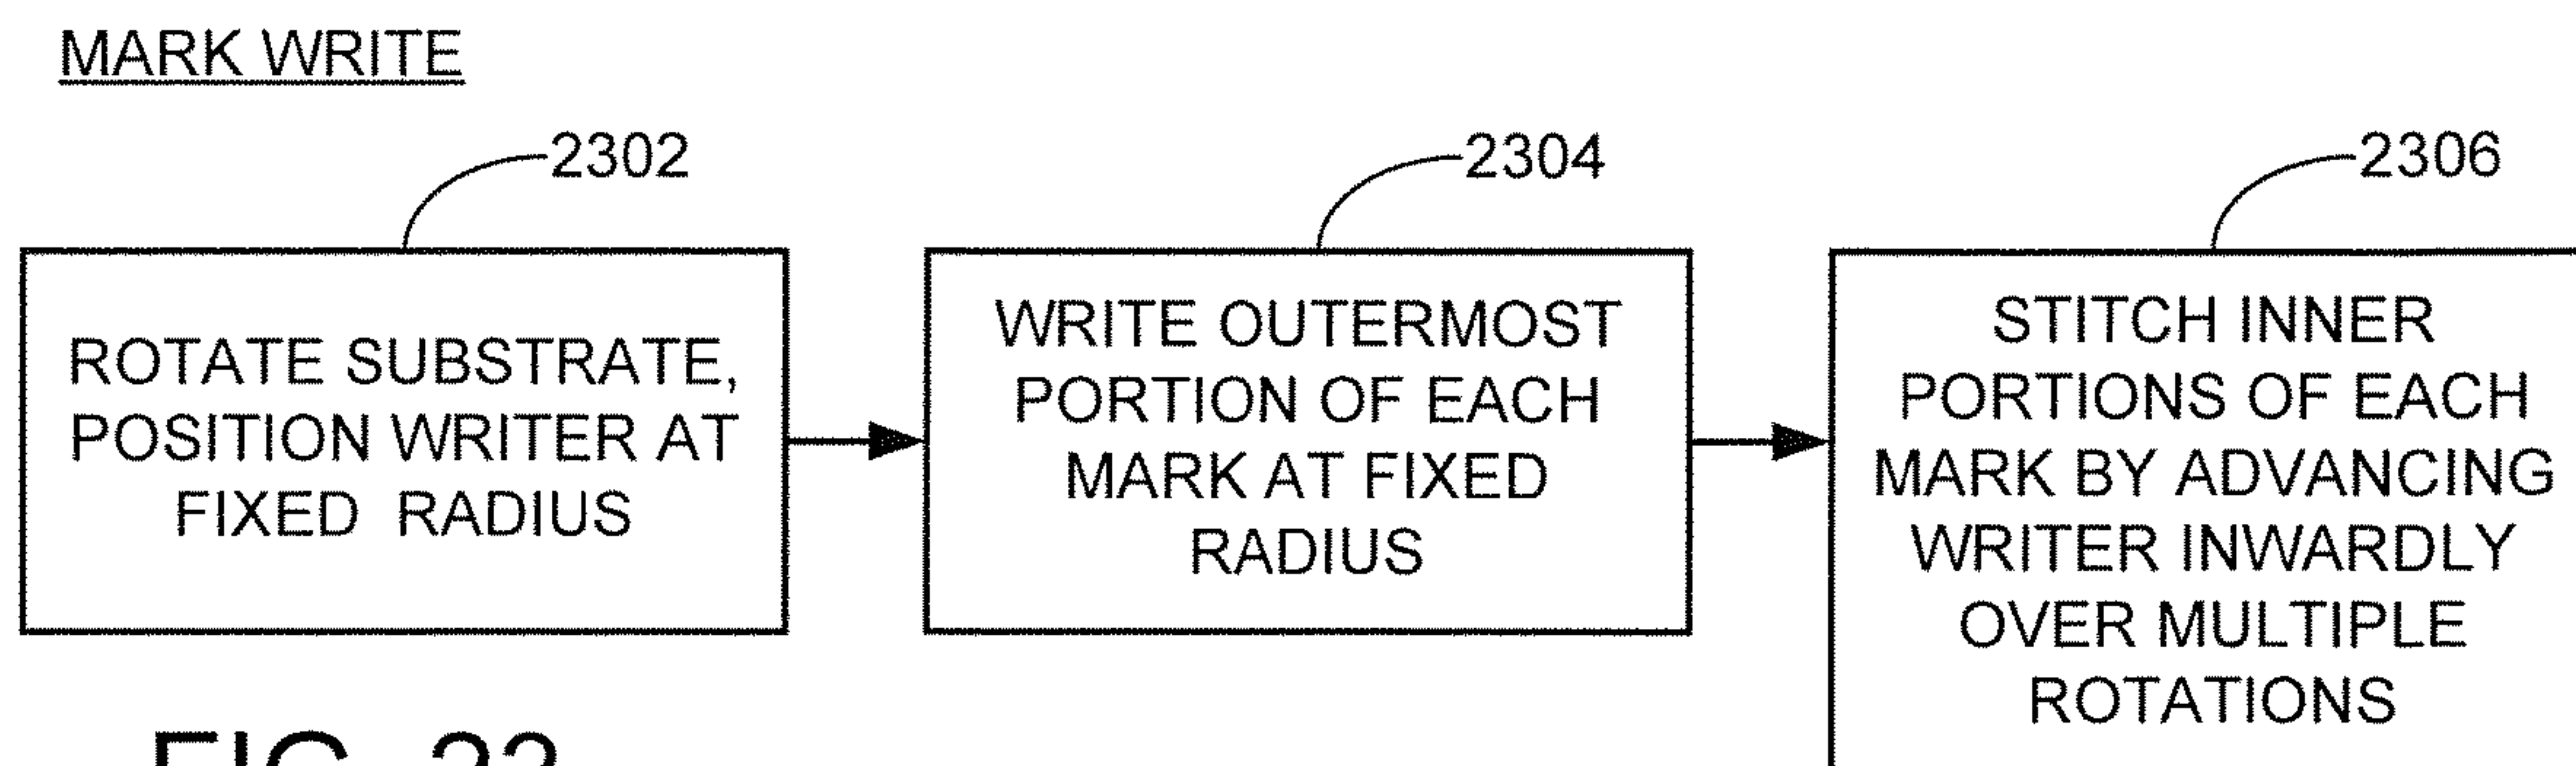 MARK WRITE
2302
2304
2306
ROTATE SUBSTRATE,
POSITION WRITER AT
FIXED RADIUS
WRITE OUTERMOST
PORTION OF EACH
MARK AT FIXED
RADIUS
STITCH INNER
PORTIONS OF EACH
MARK BY ADVANCING
WRITER INWARDLY
OVER MULTIPLE
ROTATIONS
FIG.